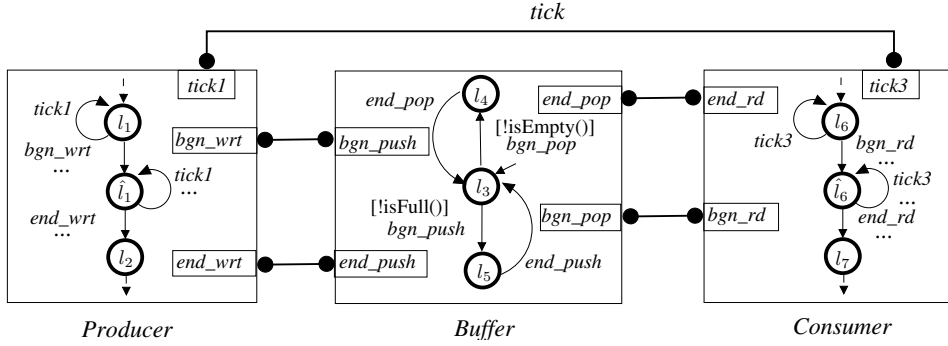 tick
tick1
l1
bgn_wrt
...
tick1
...
l̂1
end_wrt
...
l2
tick1
bgn_wrt
end_wrt
Producer
end_pop
l4
[!isEmpty()]
bgn_pop
l3
[!isFull()]
bgn_push
l5
end_push
bgn_push
end_push
end_pop
bgn_pop
Buffer
end_rd
bgn_rd
tick3
l6
tick3
bgn_rd
...
l̂6
tick3
...
end_rd
...
l7
Consumer